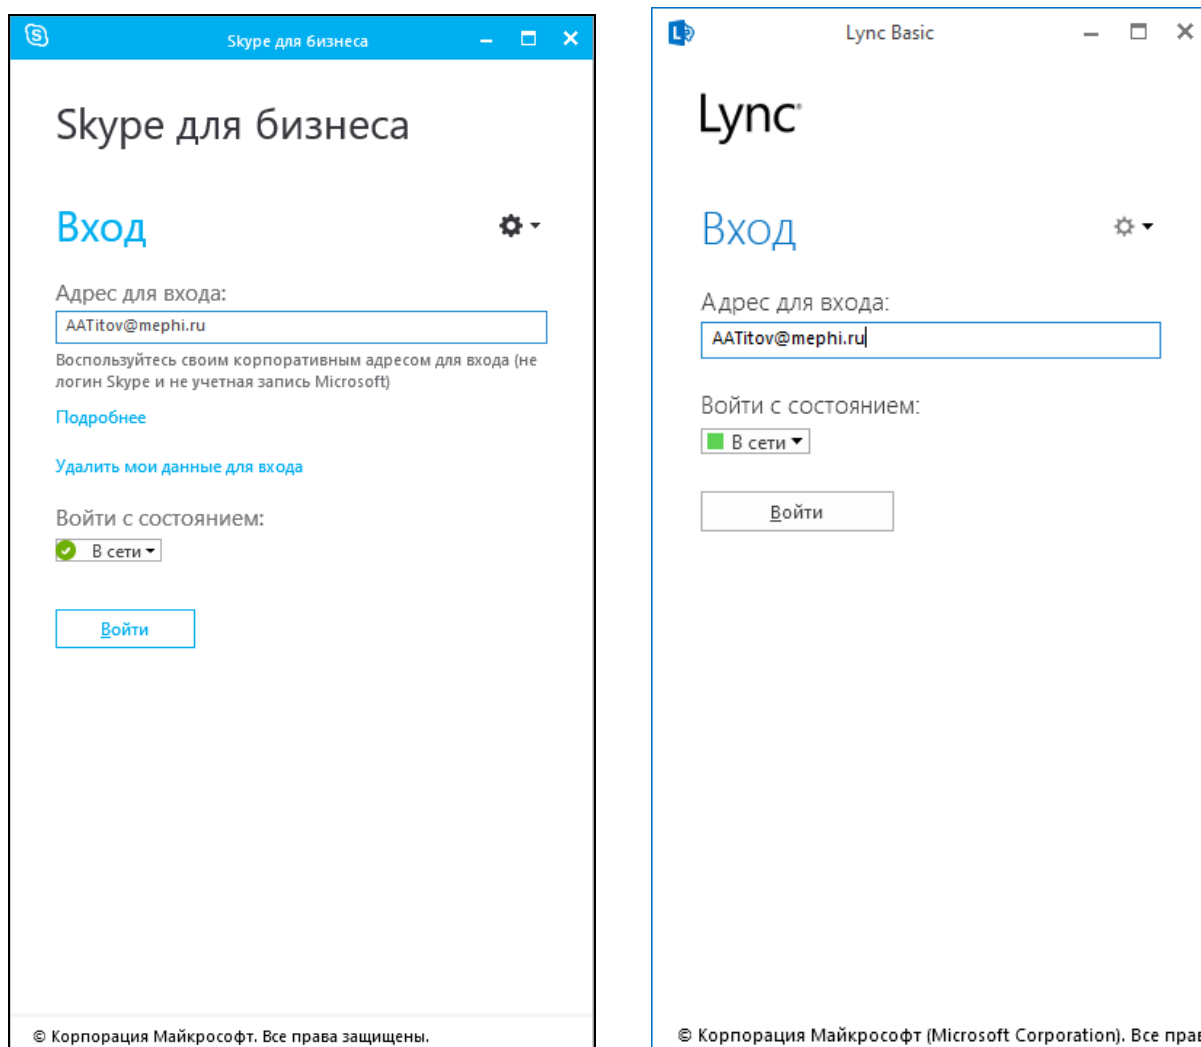 Skype для бизнеса
Skype для бизнеса
Вход
Адрес для входа:
AATitov@mephi.ru
Воспользуйтесь своим корпоративным адресом для входа (не
логин Skype и не учетная запись Microsoft)
Подробнее
Удалить мои данные для входа
Войти с состоянием:
В сети
Войти
© Корпорация Майкрософт. Все права защищены.
Lync Basic
Lync
Вход
Адрес для входа:
AATitov@mephi.ru
Войти с состоянием:
В сети
Войти
© Корпорация Майкрософт (Microsoft Corporation). Все прав